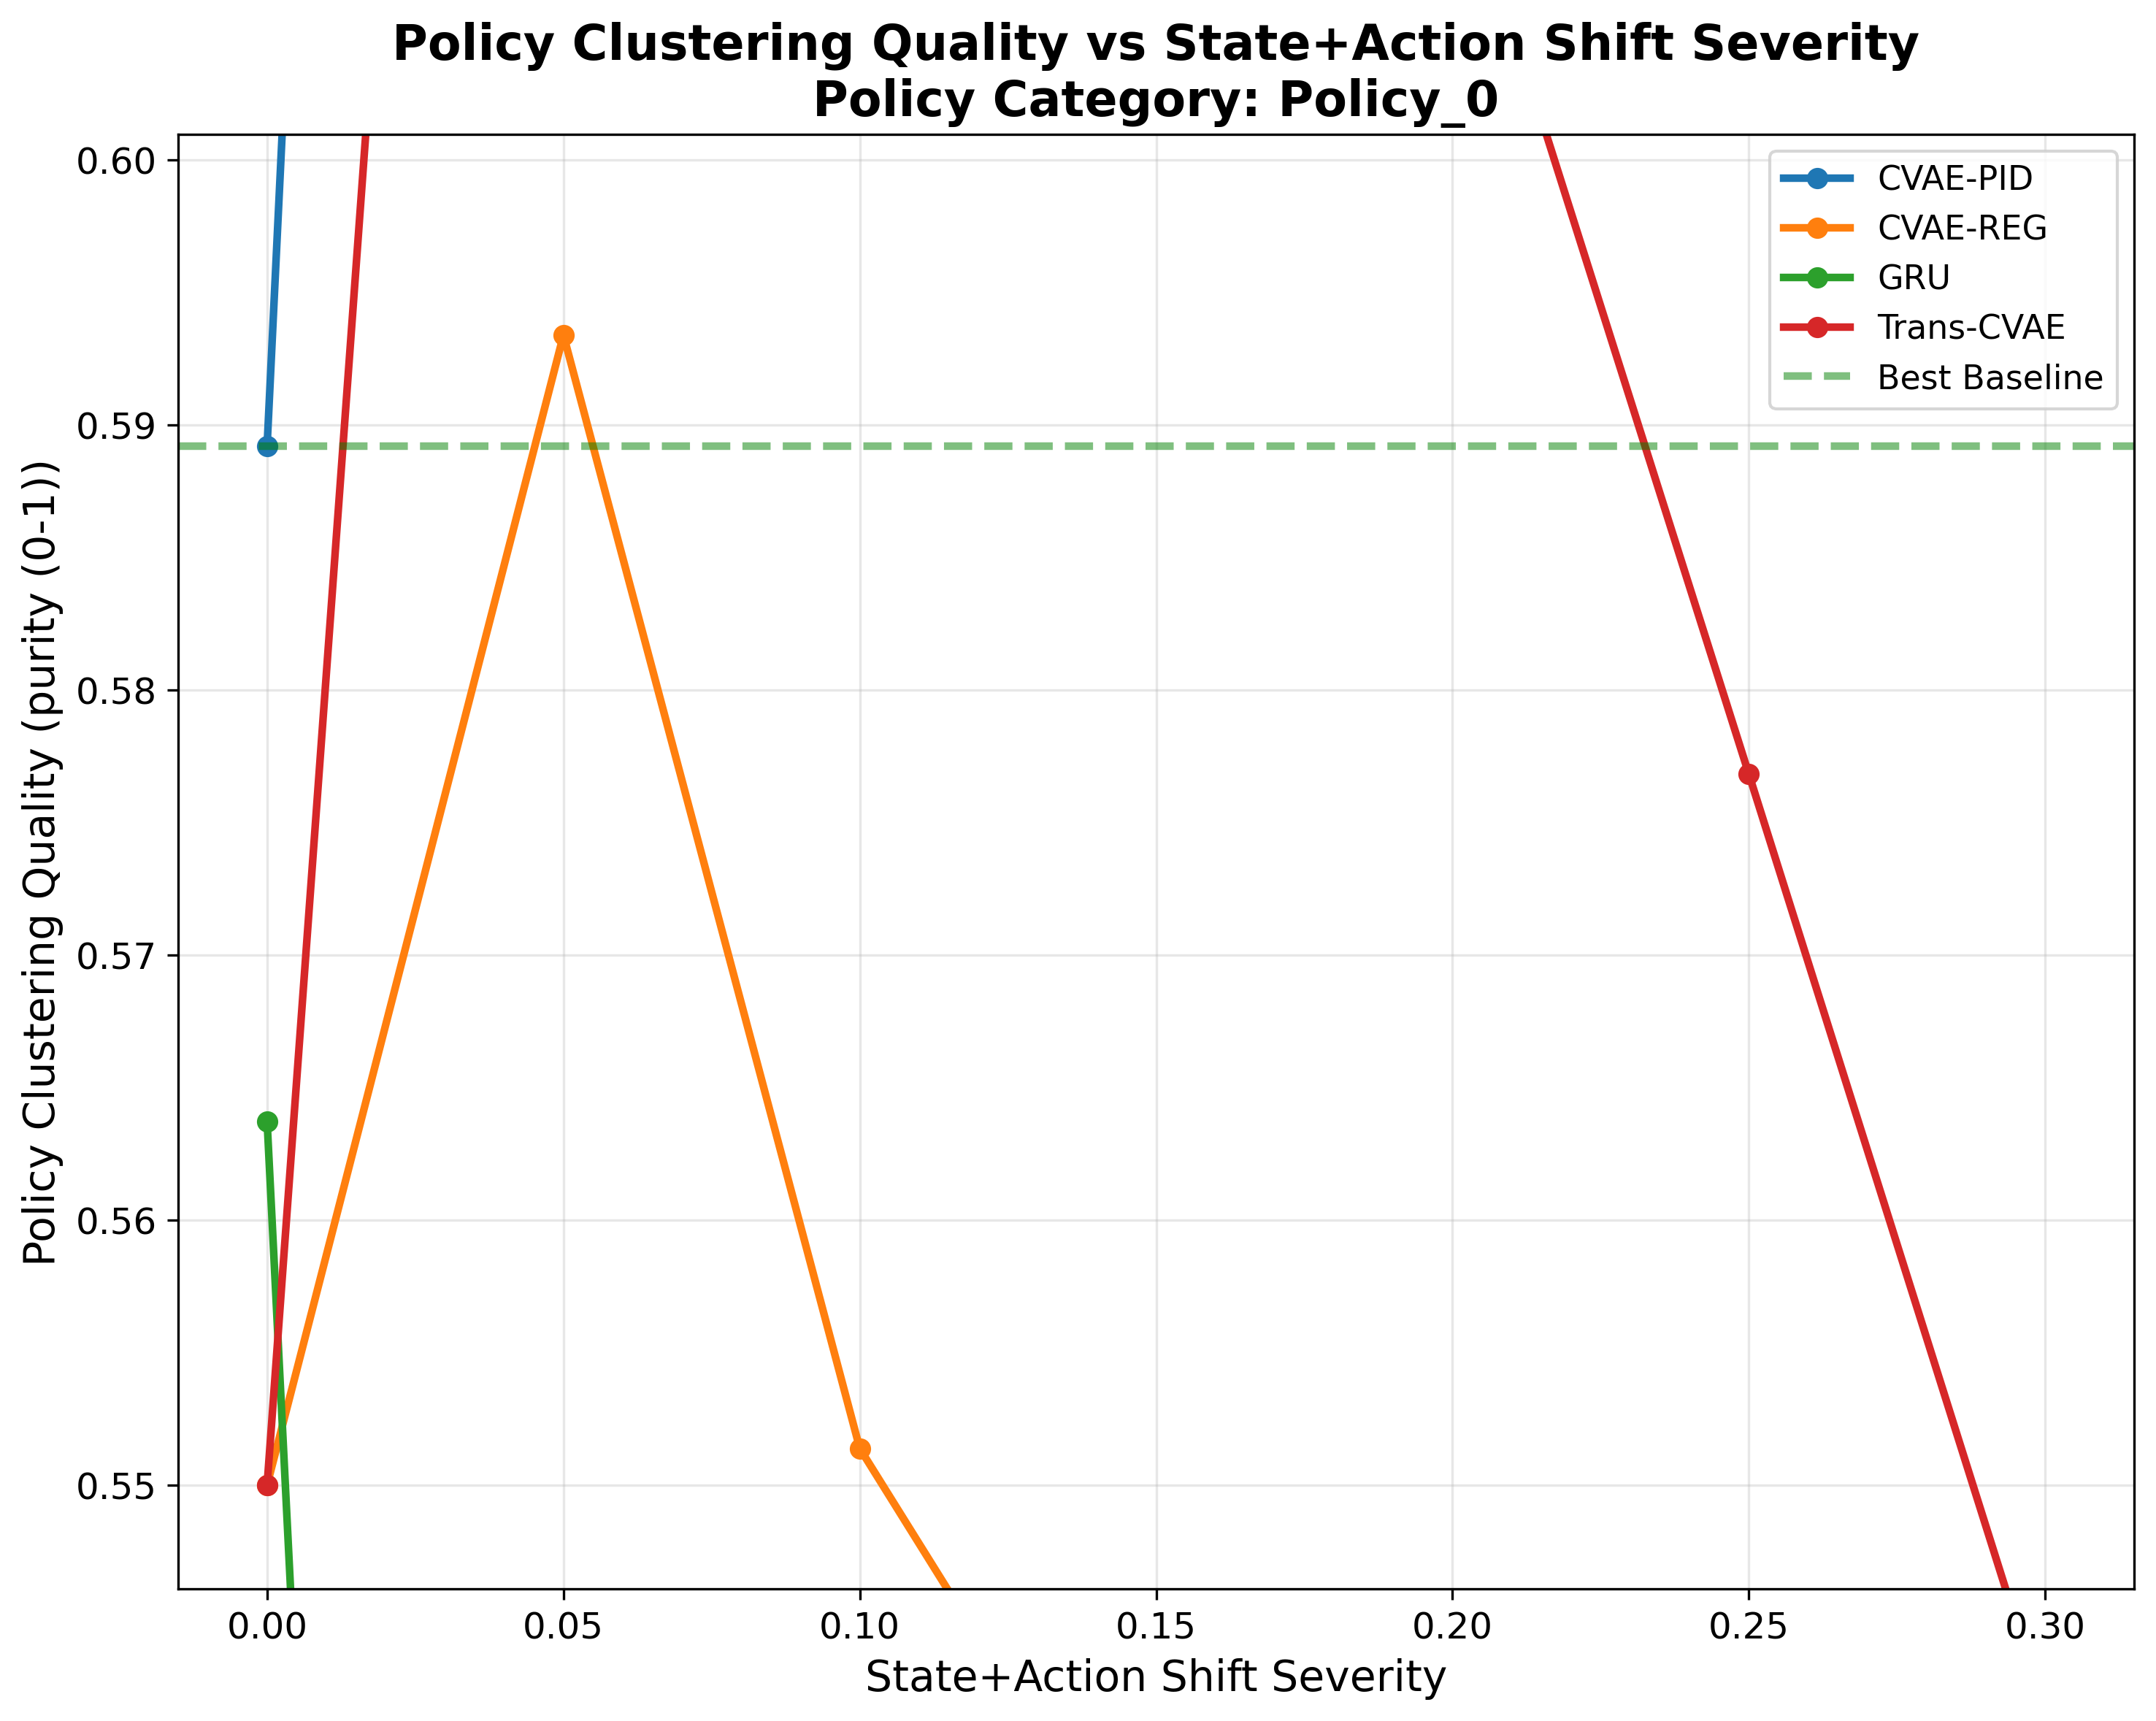 Policy Clustering Quality vs State+Action Shift Severity
Policy Category: Policy_0
Policy Clustering Quality (purity (0-1))
0.60
0.59
0.58
0.57
0.56
0.55
CVAE-PID
CVAE-REG
GRU
Trans-CVAE
Best Baseline
0.00 0.05 0.10 0.15 0.20 0.25 0.30
State+Action Shift Severity